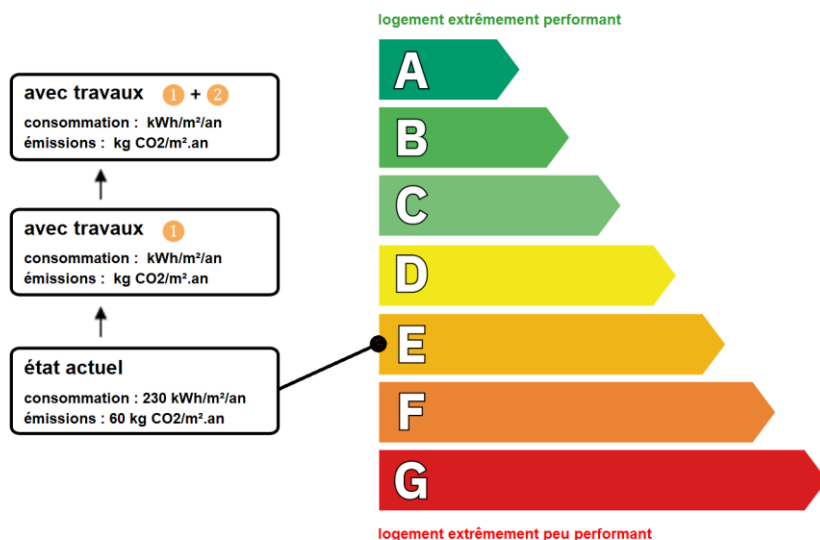 logement extrêmement performant
avec travaux 1 + 2
consommation : kWh/m²/an
émissions : kg CO2/m².an
avec travaux 1
consommation : kWh/m²/an
émissions : kg CO2/m².an
état actuel
consommation : 230 kWh/m²/an
émissions : 60 kg CO2/m².an
A
B
C
D
E
F
G
logement extrêmement peu performant